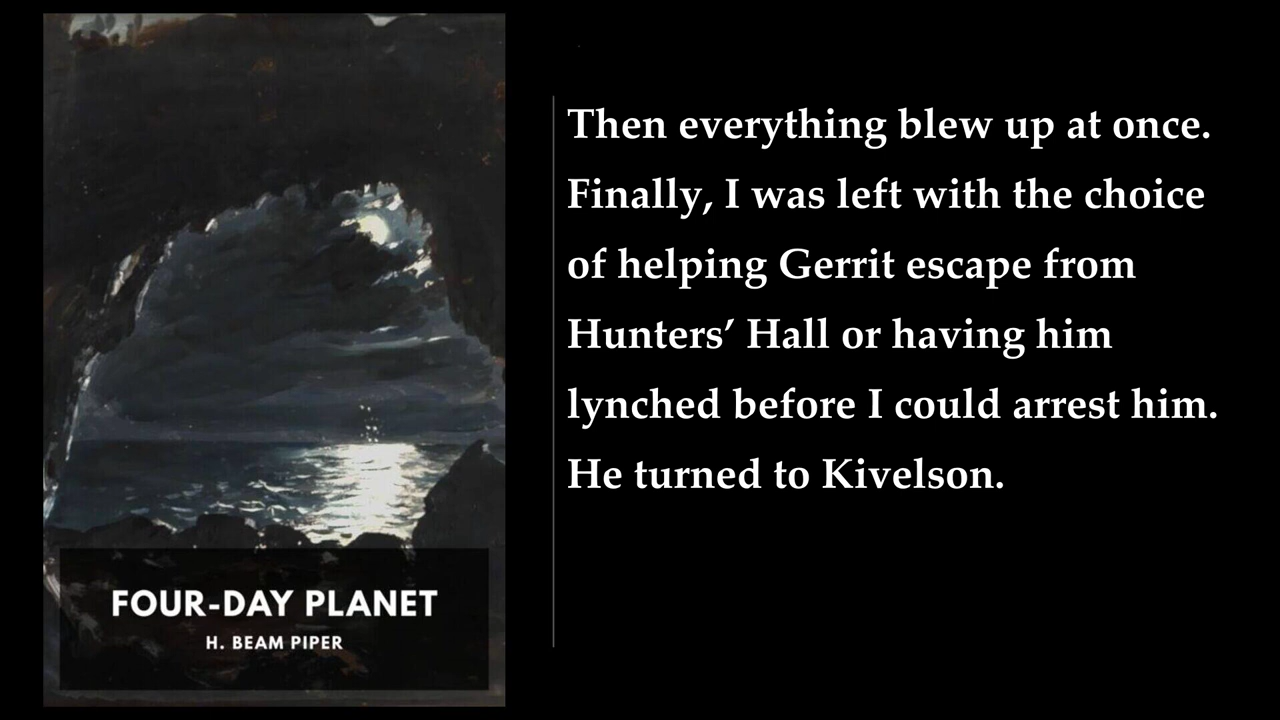 Then everything blew up at once.
Finally, I was left with the choice
of helping Gerrit escape from
Hunters’ Hall or having him
lynched before I could arrest him.
He turned to Kivelson.
FOUR-DAY PLANET
H. BEAM PIPER